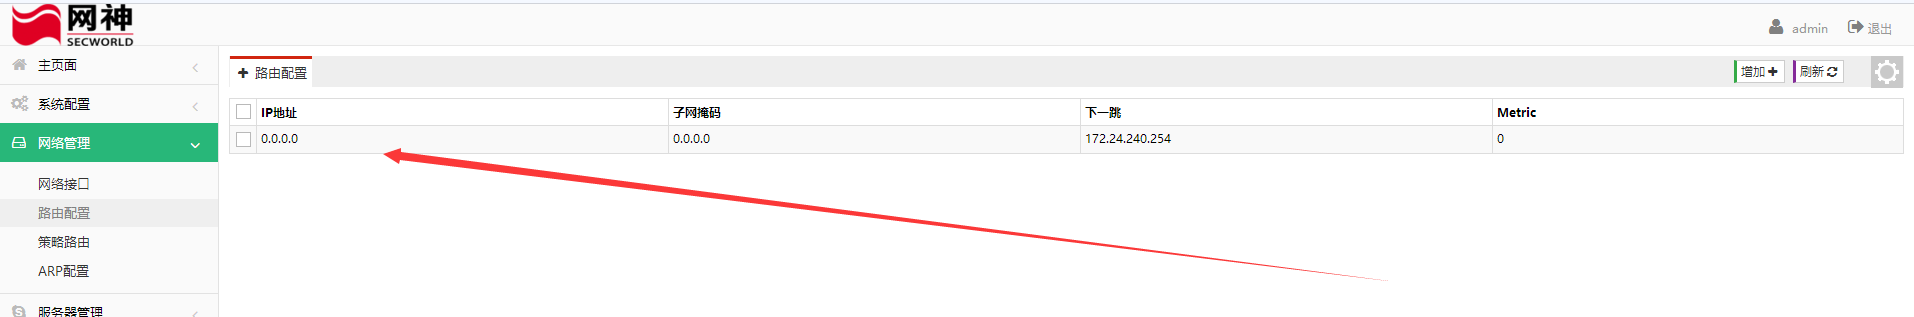 网神
SECWORLD
admin 退出
主页面
系统配置
网络管理
网络接口
路由配置
策略路由
ARP配置
服务器管理
路由配置
增加 刷新
IP地址 子网掩码 下一跳 Metric
0.0.0.0 0.0.0.0 172.24.240.254 0